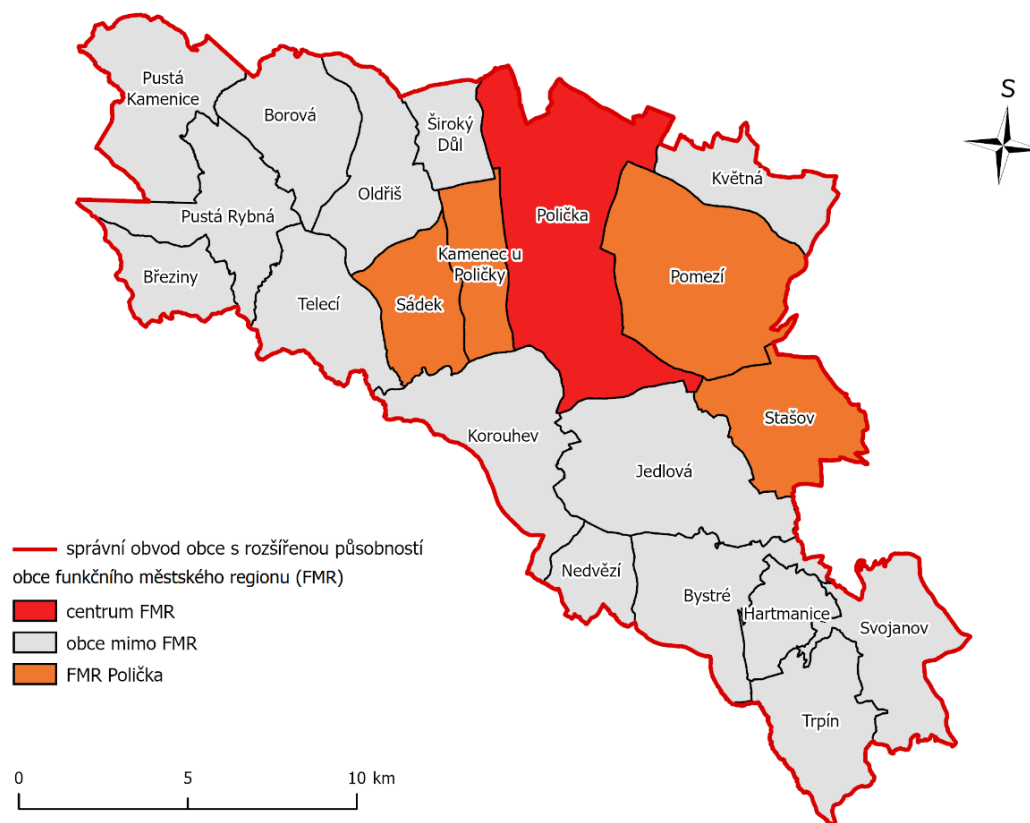 Pustá
Kamenice
Borová
Široký
Důl
S
Květná
Oldřiš
Pustá Rybná
Polička
Kamenec u
Poličky
Březiny
Pomezí
Telecí
Sádek
Stašov
Korouhev
Jedlová
správní obvod obce s rozšířenou působností
obce funkčního městského regionu (FMR)
centrum FMR
obce mimo FMR
FMR Polička
Nedvězí
Bystré
Hartmanice
Svojanov
Trpín
0
5
10 km